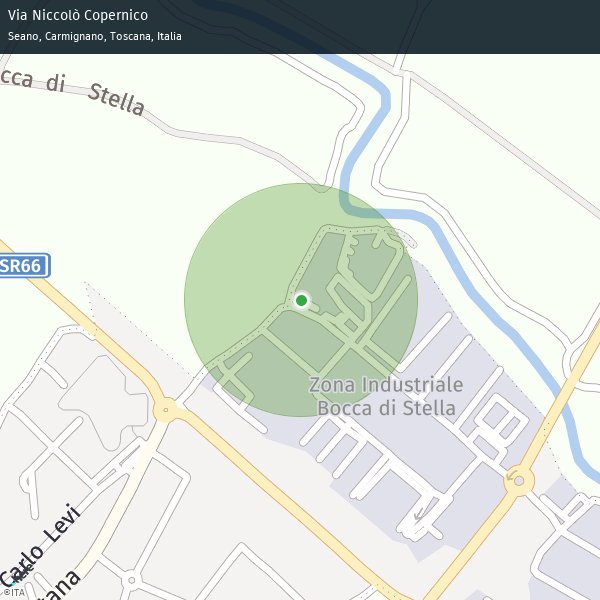 Via Niccolò Copernico
Seano, Carmignano, Toscana, Italia
cca di Stella
SR66
Zona Industriale
Bocca di Stella
Carlo Levi
ana
©ITA